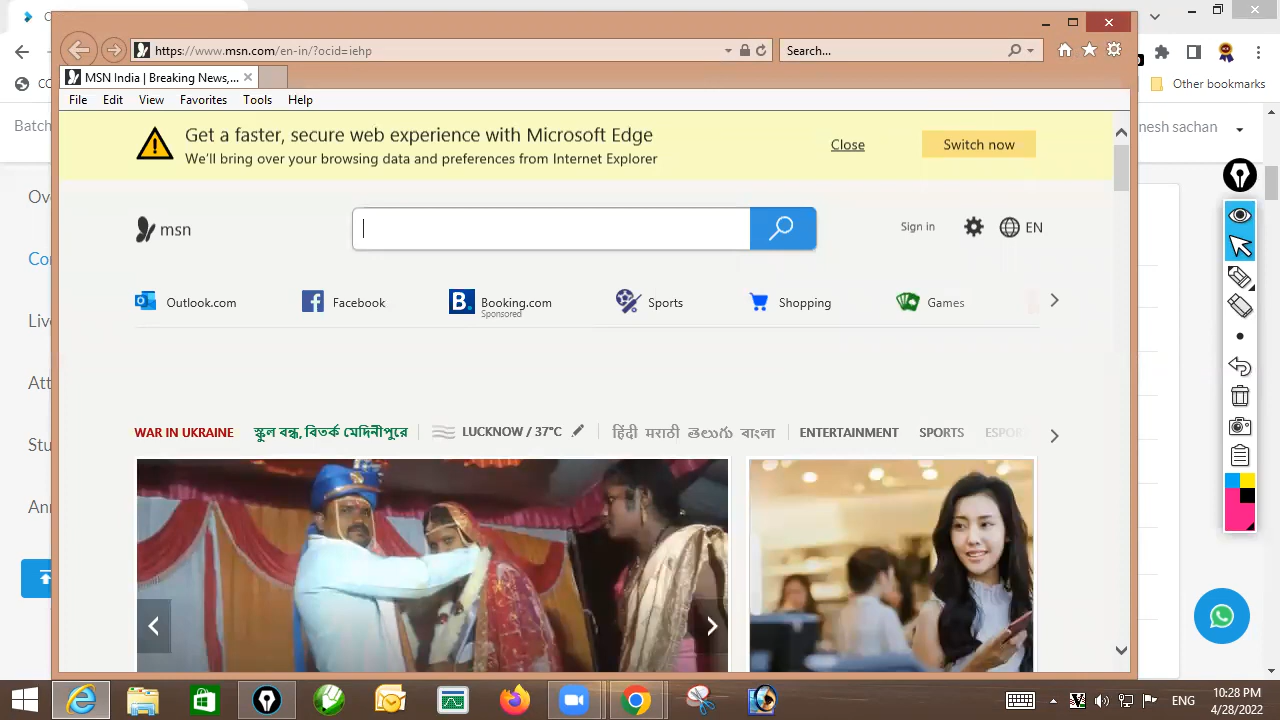 https://www.msn.com/en-in/?ocid=iehp
Search...
MSN India | Breaking News,...
File Edit View Favorites Tools Help
Other bookmarks
Get a faster, secure web experience with Microsoft Edge
We'll bring over your browsing data and preferences from Internet Explorer
Close
Switch now
Batch
nesh sachan
msn
Sign in
EN
Outlook.com
Facebook
Booking.com
Sponsored
Sports
Shopping
Games
WAR IN UKRAINE
স্কুল বন্ধ, বিতর্ক মেদিনীপুরে
LUCKNOW / 37°C
हिंदी मराठी తెలుగు বাংলা
ENTERTAINMENT
SPORTS
ESPOR
Ov
Con
Live
Att
Stu
Ann
ENG
10:28 PM
4/28/2022